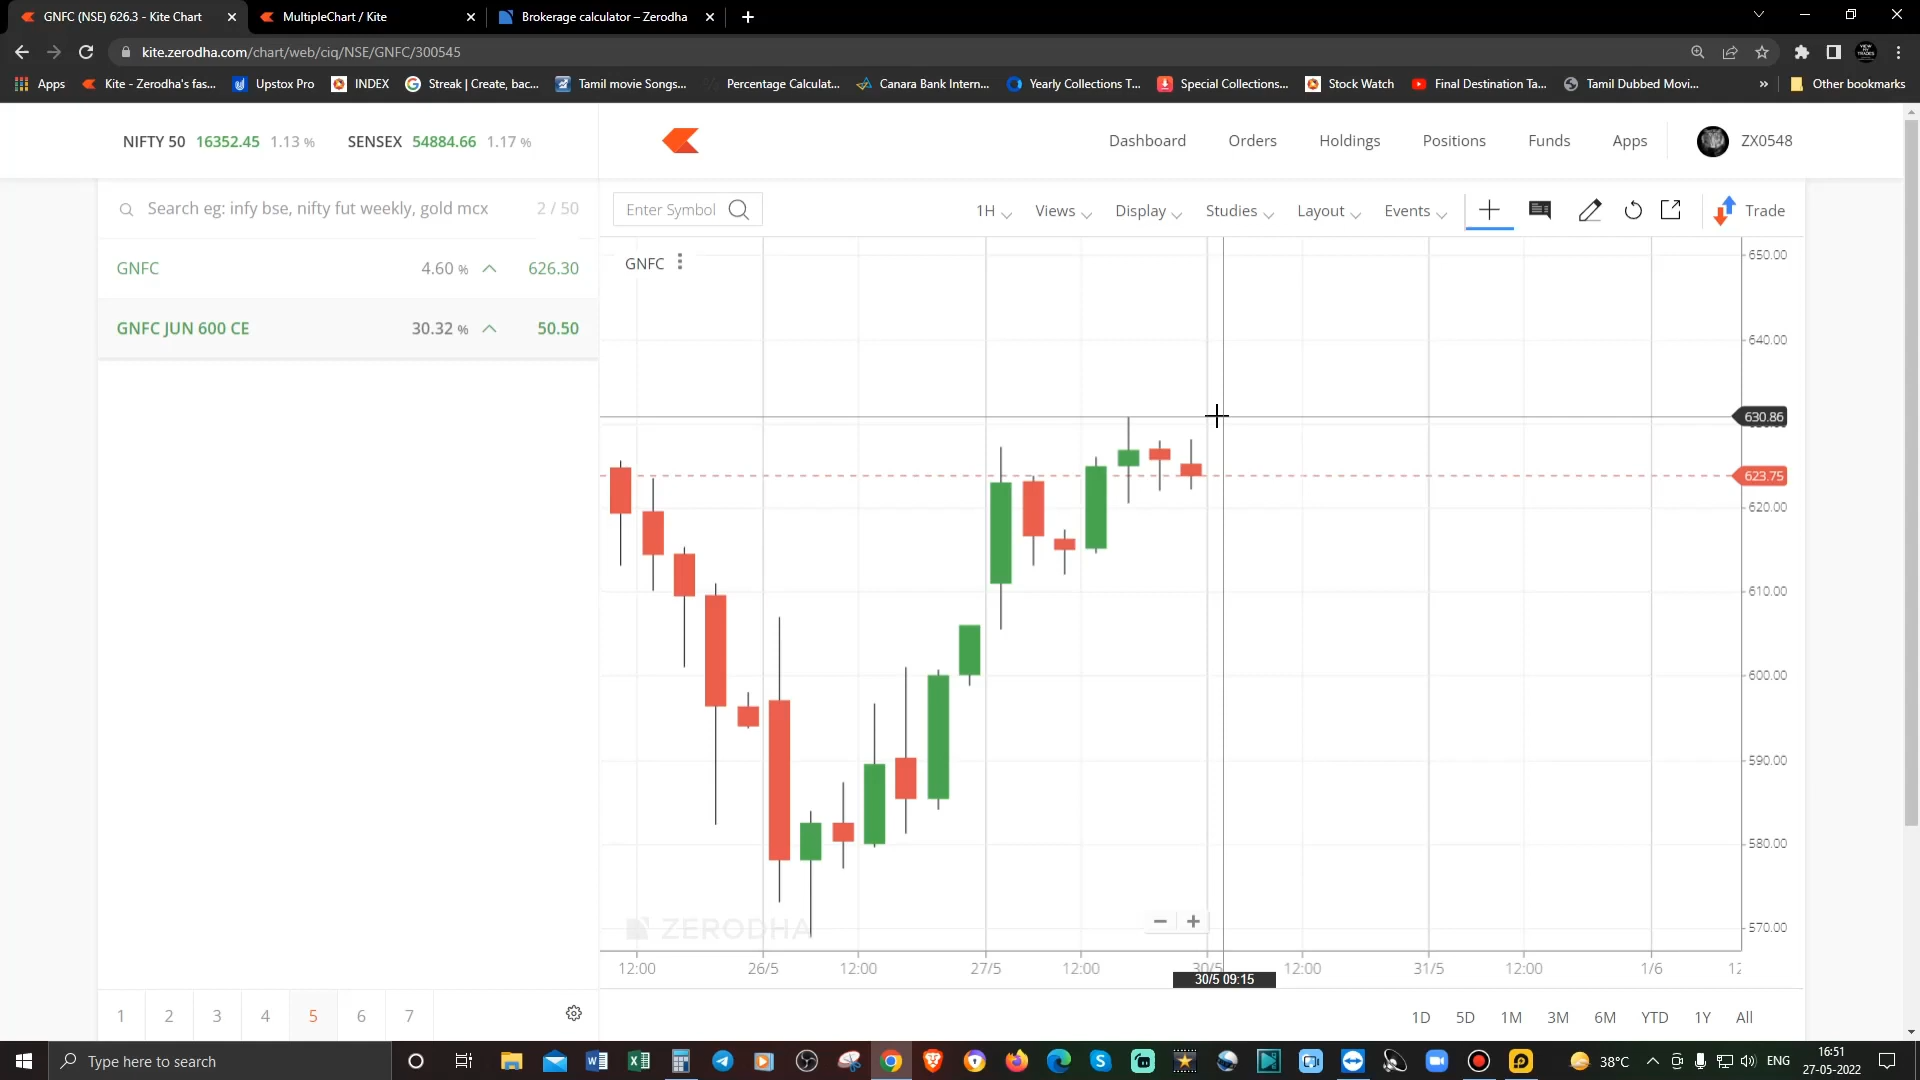 GNFC (NSE) 626.3 - Kite Chart
MultipleChart / Kite
Brokerage calculator – Zerodha
kite.zerodha.com/chart/web/ciq/NSE/GNFC/300545
Apps
Kite - Zerodha's fas...
Upstox Pro
INDEX
Streak | Create, bac...
Tamil movie Songs...
Percentage Calculat...
Canara Bank Intern...
Yearly Collections T...
Special Collections...
Stock Watch
Final Destination Ta...
Tamil Dubbed Movi...
»
Other bookmarks
NIFTY 50 16352.45 1.13 %
SENSEX 54884.66 1.17 %
Dashboard
Orders
Holdings
Positions
Funds
Apps
ZX0548
Search eg: infy bse, nifty fut weekly, gold mcx
2 / 50
Enter Symbol
1H
Views
Display
Studies
Layout
Events
Trade
GNFC 4.60 % 626.30
GNFC JUN 600 CE 30.32 % 50.50
GNFC
650.00
640.00
630.86
623.75
620.00
610.00
600.00
590.00
580.00
570.00
ZERODHA
12:00
26/5
12:00
27/5
12:00
30/5
12:00
31/5
12:00
1/6
30/5 09:15
1 2 3 4 5 6 7
1D 5D 1M 3M 6M YTD 1Y All
Type here to search
38°C
ENG
16:51
27-05-2022